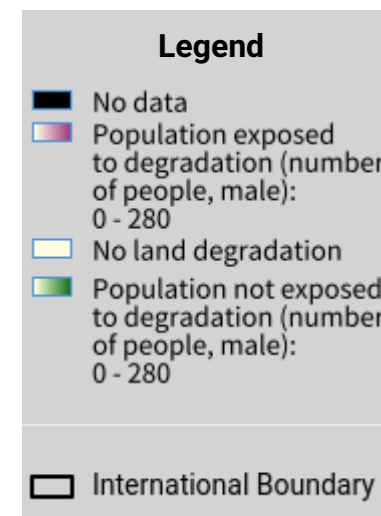 Legend
No data
Population exposed
to degradation (number
of people, male):
0 - 280
No land degradation
Population not exposed
to degradation (number
of people, male):
0 - 280
International Boundary